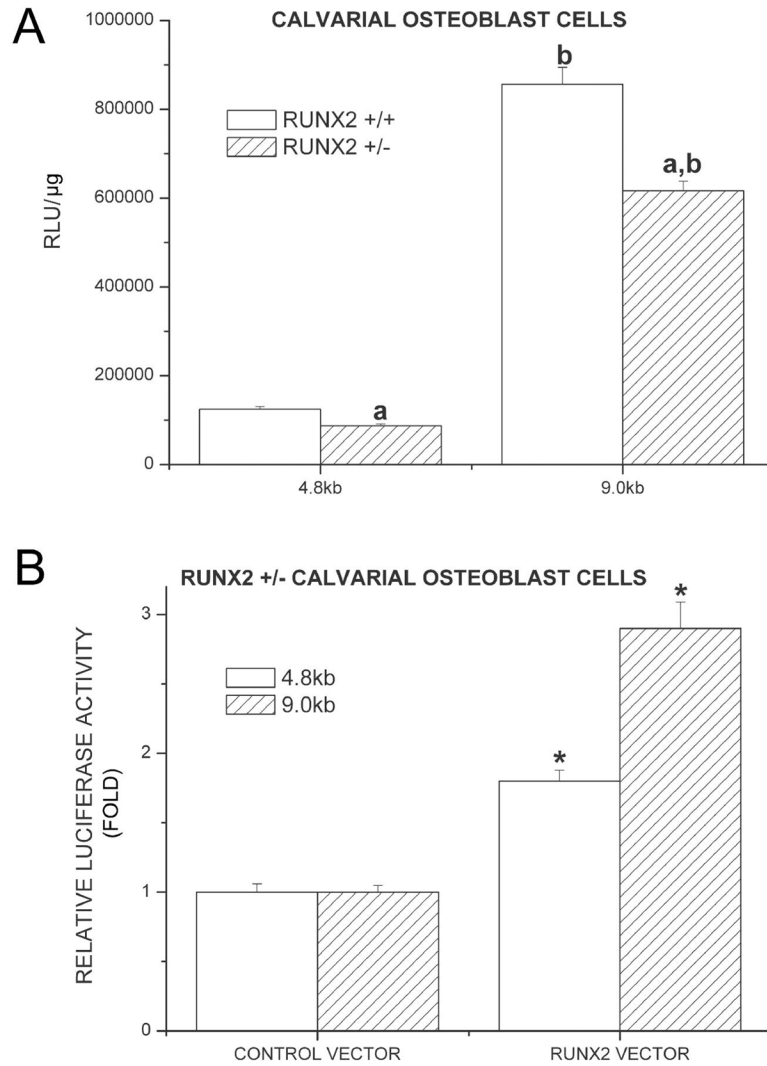 A
CALVARIAL OSTEOBLAST CELLS
1000000
800000
600000
400000
200000
0
RLU/µg
RUNX2 +/+
RUNX2 +/-
a
b
a,b
4.8kb
9.0kb
B
RUNX2 +/- CALVARIAL OSTEOBLAST CELLS
3
2
1
0
RELATIVE LUCIFERASE ACTIVITY
(FOLD)
4.8kb
9.0kb
*
*
CONTROL VECTOR
RUNX2 VECTOR